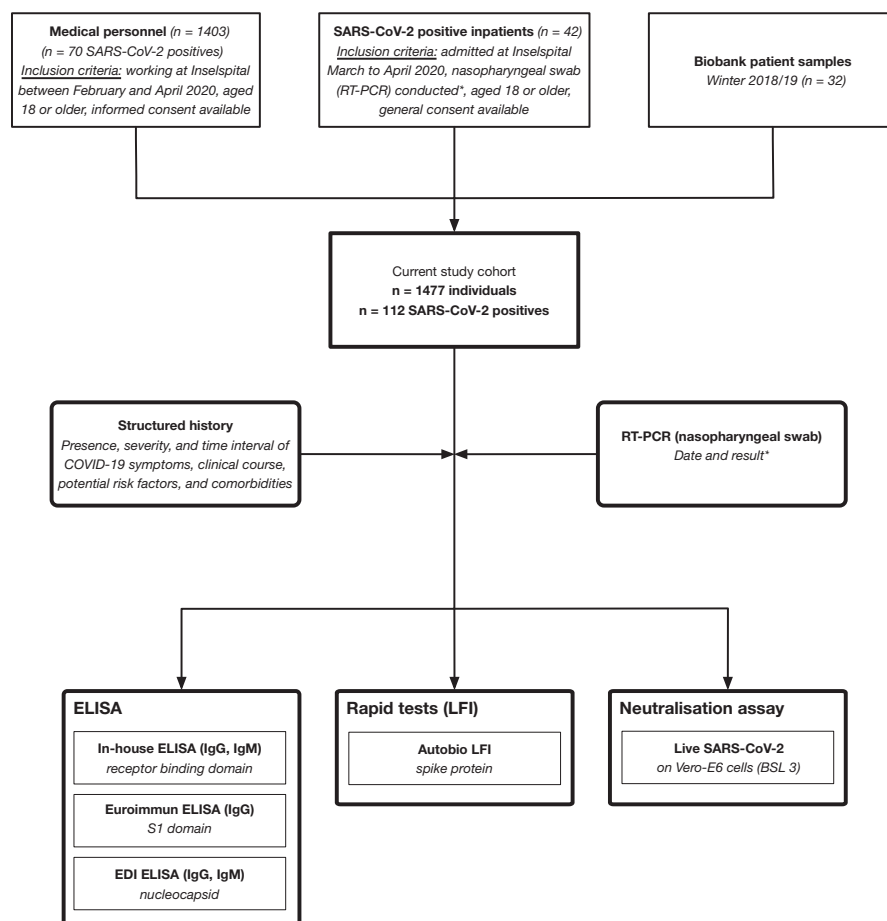 Medical personnel (n = 1403)
(n = 70 SARS-CoV-2 positives)
Inclusion criteria: working at Inselspital
between February and April 2020, aged
18 or older, informed consent available
SARS-CoV-2 positive inpatients (n = 42)
Inclusion criteria: admitted at Inselspital
March to April 2020, nasopharyngeal swab
(RT-PCR) conducted*, aged 18 or older,
general consent available
Biobank patient samples
Winter 2018/19 (n = 32)
Current study cohort
n = 1477 individuals
n = 112 SARS-CoV-2 positives
Structured history
Presence, severity, and time interval of
COVID-19 symptoms, clinical course,
potential risk factors, and comorbidities
RT-PCR (nasopharyngeal swab)
Date and result*
ELISA
In-house ELISA (IgG, IgM)
receptor binding domain
Euroimmun ELISA (IgG)
S1 domain
EDI ELISA (IgG, IgM)
nucleocapsid
Rapid tests (LFI)
Autobio LFI
spike protein
Neutralisation assay
Live SARS-CoV-2
on Vero-E6 cells (BSL 3)